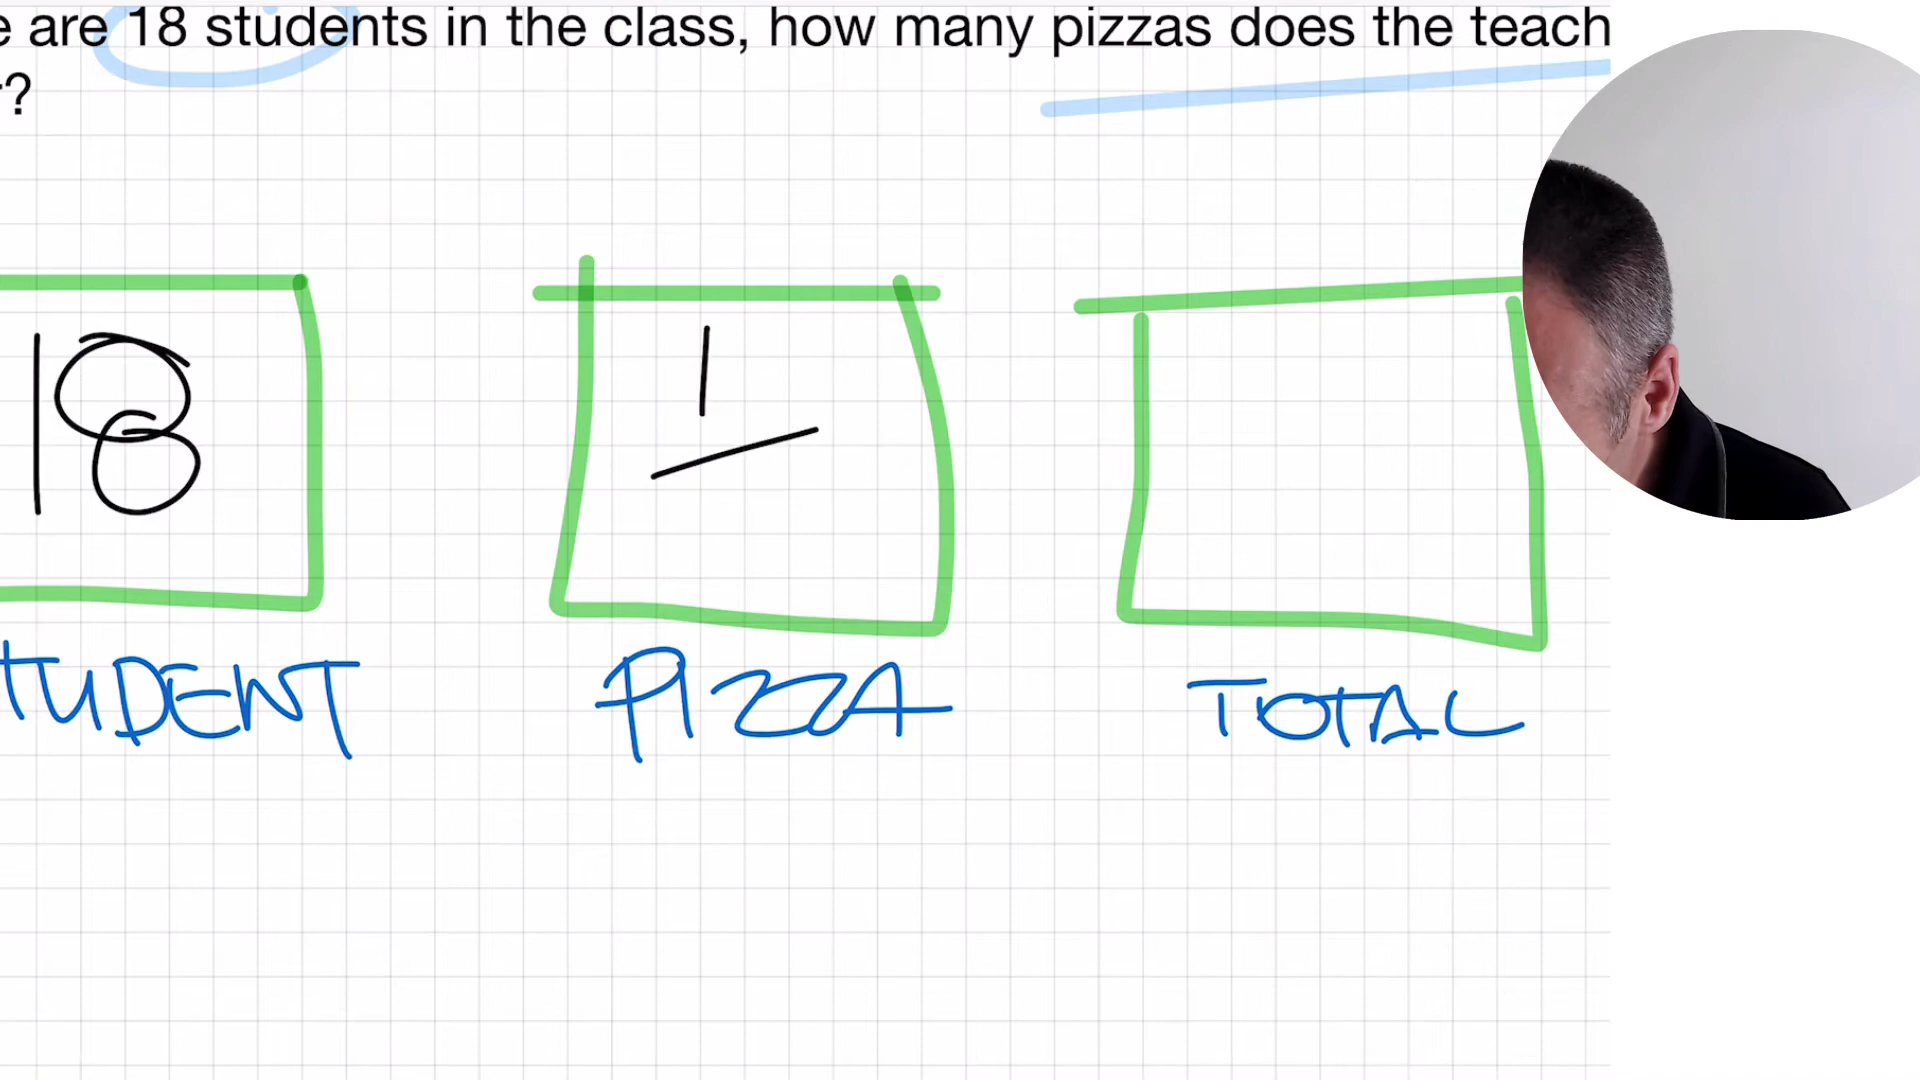 e are 18 students in the class, how many pizzas does the teach
r?
18 1
TUDENT PIZZA TOTAL